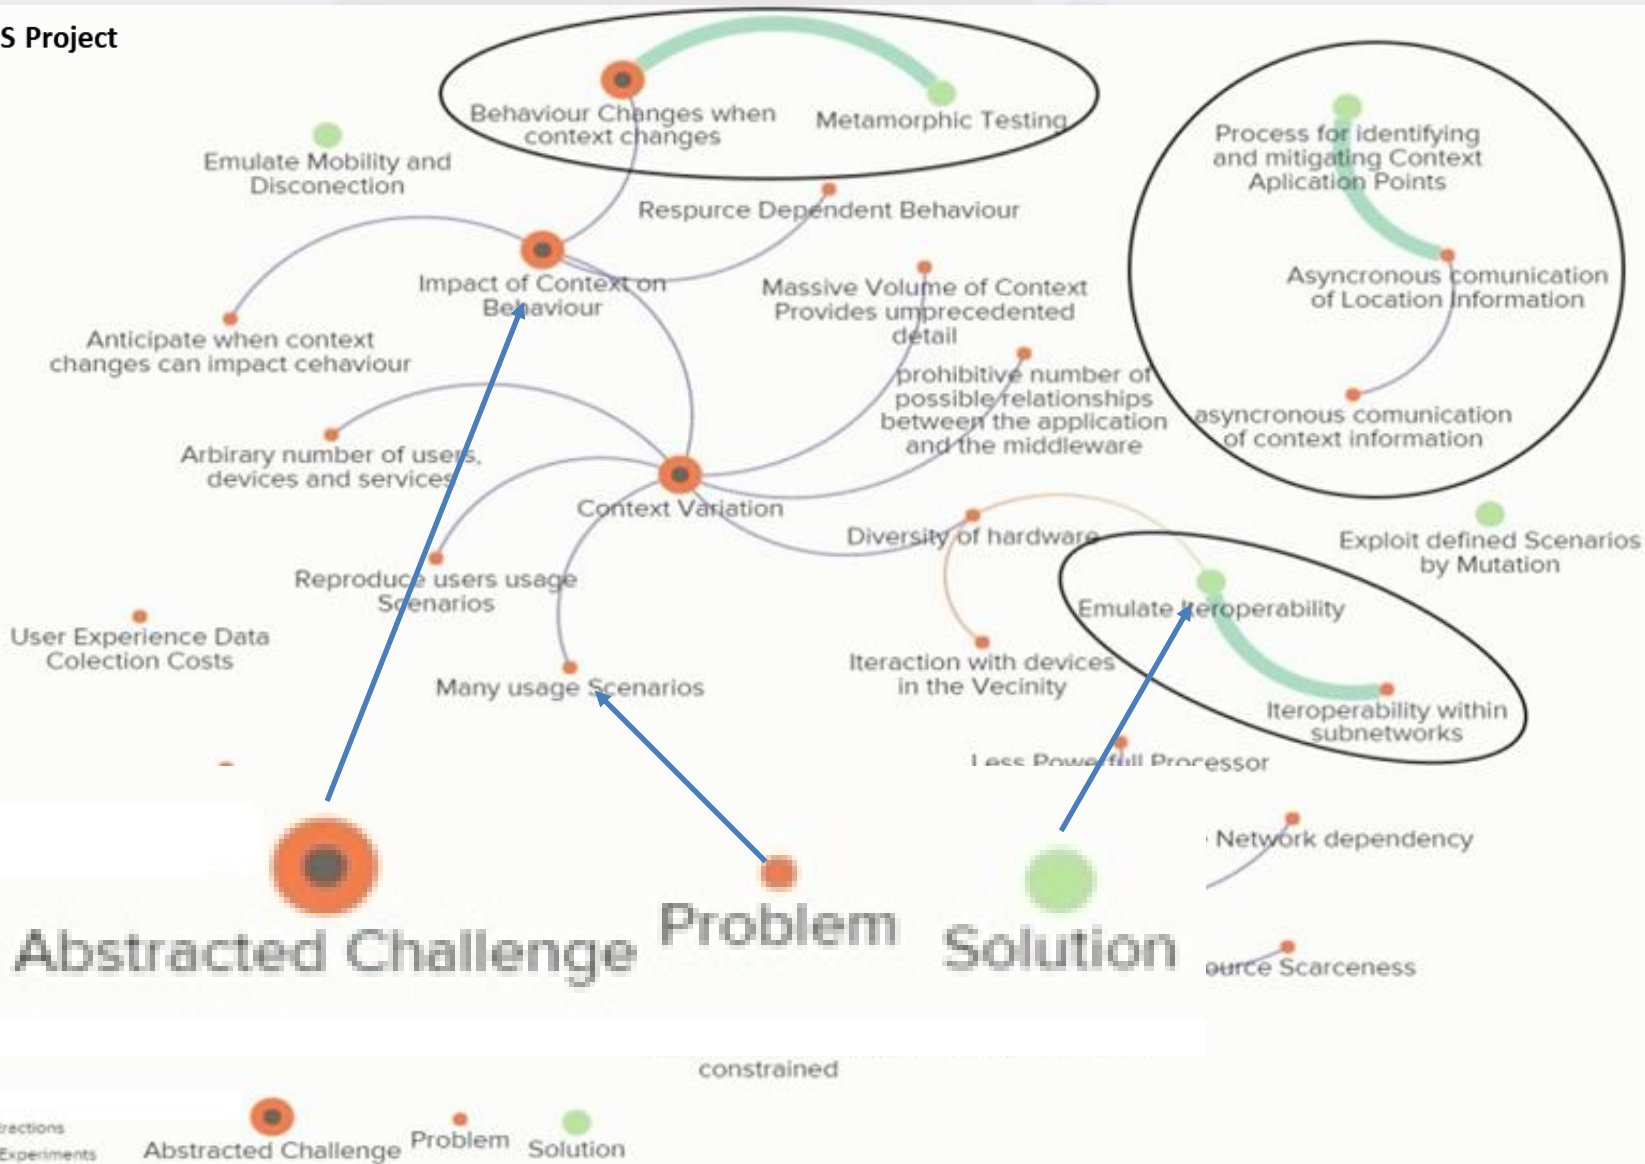 S Project
Behaviour Changes when
context changes
Metamorphic Testing
Process for identifying
and mitigating Context
Aplication Points
Emulate Mobility and
Disconection
Respurce Dependent Behaviour
Impact of Context on
Behaviour
Massive Volume of Context
Provides umprecedented
detail
Asyncronous comunication
of Location Information
Anticipate when context
changes can impact cehaviour
prohibitive number of
possible relationships
between the application
and the middleware
asyncronous comunication
of context information
Arbirary number of users,
devices and services
Context Variation
Diversity of hardware
Exploit defined Scenarios
by Mutation
Reproduce users usage
Scenarios
Emulate Iteroperability
User Experience Data
Colection Costs
Many usage Scenarios
Iteraction with devices
in the Vecinity
Iteroperability within
subnetworks
Less Powerfull Processor
Network dependency
Abstracted Challenge
Problem
Solution
ource Scarceness
constrained
ractions
Experiments
Abstracted Challenge
Problem
Solution